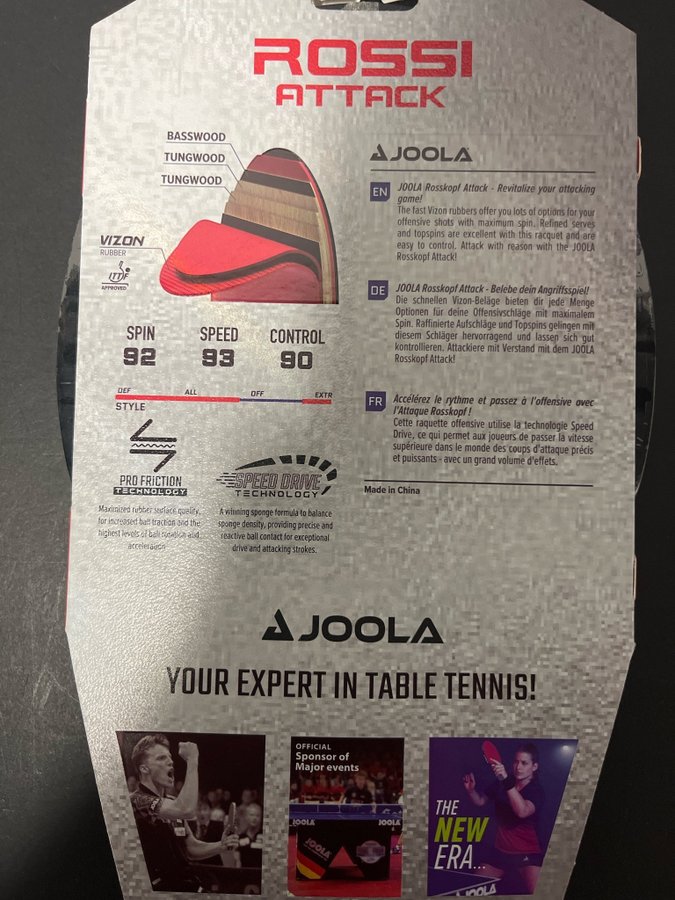 ROSSI
ATTACK
BASSWOOD
TUNGWOOD
TUNGWOOD
VIZON
RUBBER
ITTF
APPROVED
SPIN
92
SPEED
93
CONTROL
90
DEF
ALL
OFF
EXTR
STYLE
PRO FRICTION
TECHNOLOGY
Maximized rubber surface quality,
for increased ball traction and the
highest levels of ball rotation and
acceleration.
SPEED DRIVE
TECHNOLOGY
A winning sponge formula to balance
sponge density, providing precise and
reactive ball contact for exceptional
drive and attacking strokes.
JOOLA
EN
JOOLA Rosskopf Attack - Revitalize your attacking
game!
The fast Vizon rubbers offer you lots of options for your
offensive shots with maximum spin. Refined serves
and topspins are excellent with this racquet and are
easy to control. Attack with reason with the JOOLA
Rosskopf Attack!
DE
JOOLA Rosskopf Attack - Belebe dein Angriffsspiel!
Die schnellen Vizon-Beläge bieten dir jede Menge
Optionen für deine Offensivschläge mit maximalem
Spin. Raffinierte Aufschläge und Topspins gelingen mit
diesem Schläger hervorragend und lassen sich gut
kontrollieren. Attackiere mit Verstand mit dem JOOLA
Rosskopf Attack!
FR
Accélérez le rythme et passez à l'offensive avec
l'Attaque Rosskopf !
Cette raquette offensive utilise la technologie Speed
Drive, ce qui permet aux joueurs de passer la vitesse
supérieure dans le monde des coups d'attaque précis
et puissants - avec un grand volume d'effets.
Made in China
JOOLA
YOUR EXPERT IN TABLE TENNIS!
OFFICIAL
Sponsor of
Major events
JOOLA
JOOLA
JOOLA
THE
NEW
ERA...
JOOLA